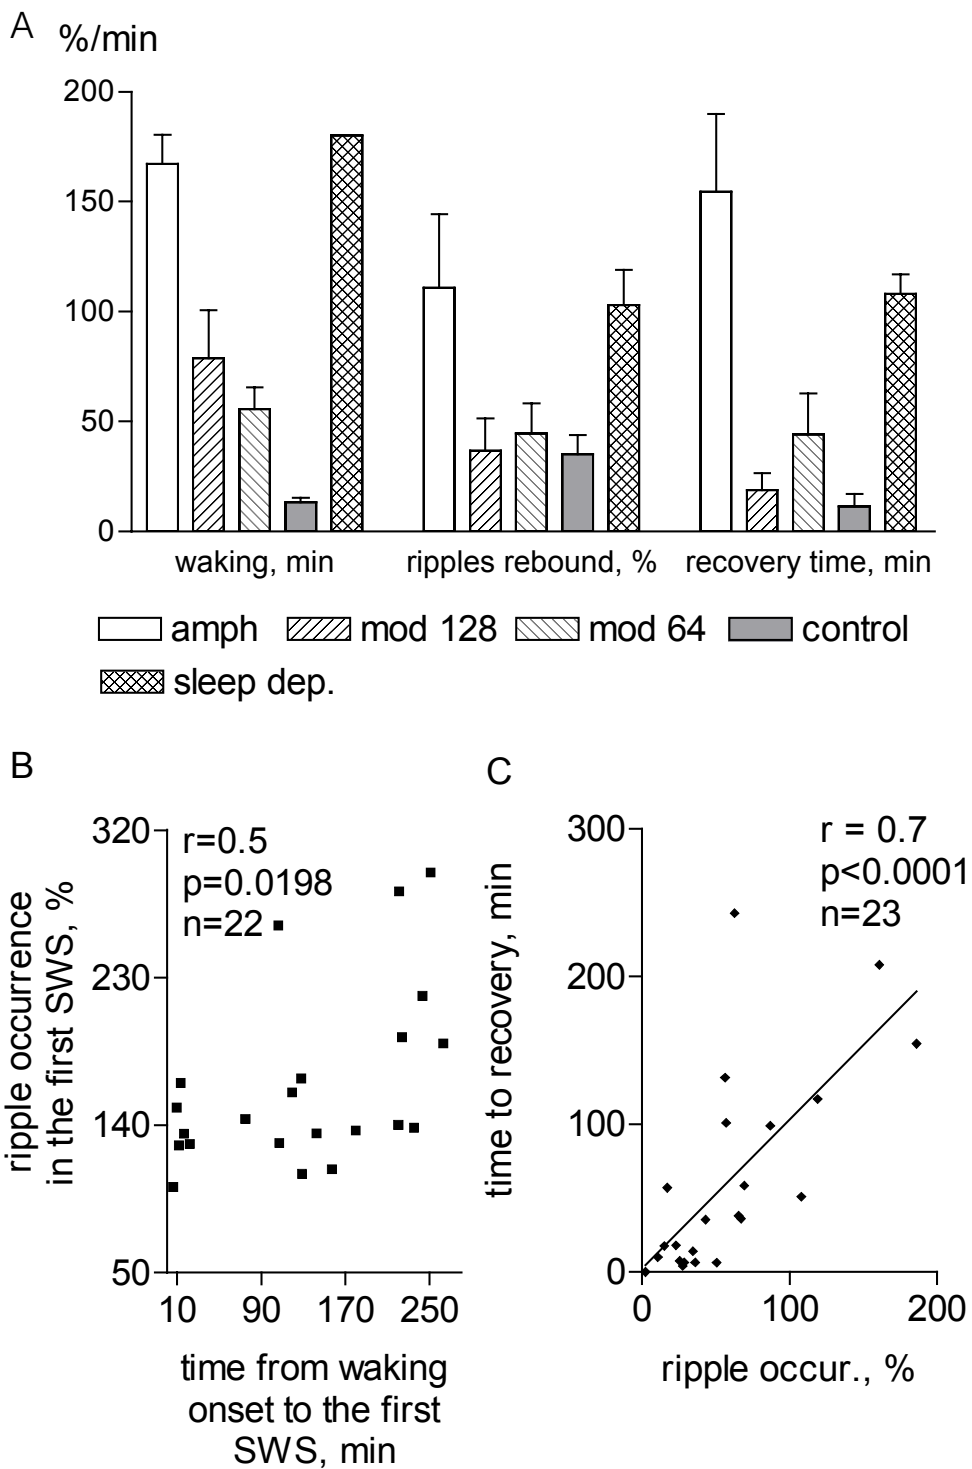 A
%/min
200
150
100
50
0
waking, min ripples rebound, % recovery time, min
amph mod 128 mod 64 control
sleep dep.
B
320
230
140
50
10 90 170 250
r=0.5
p=0.0198
n=22
ripple occurrence
in the first SWS, %
time from waking
onset to the first
SWS, min
C
300
200
100
0
0 100 200
r = 0.7
p<0.0001
n=23
time to recovery, min
ripple occur., %